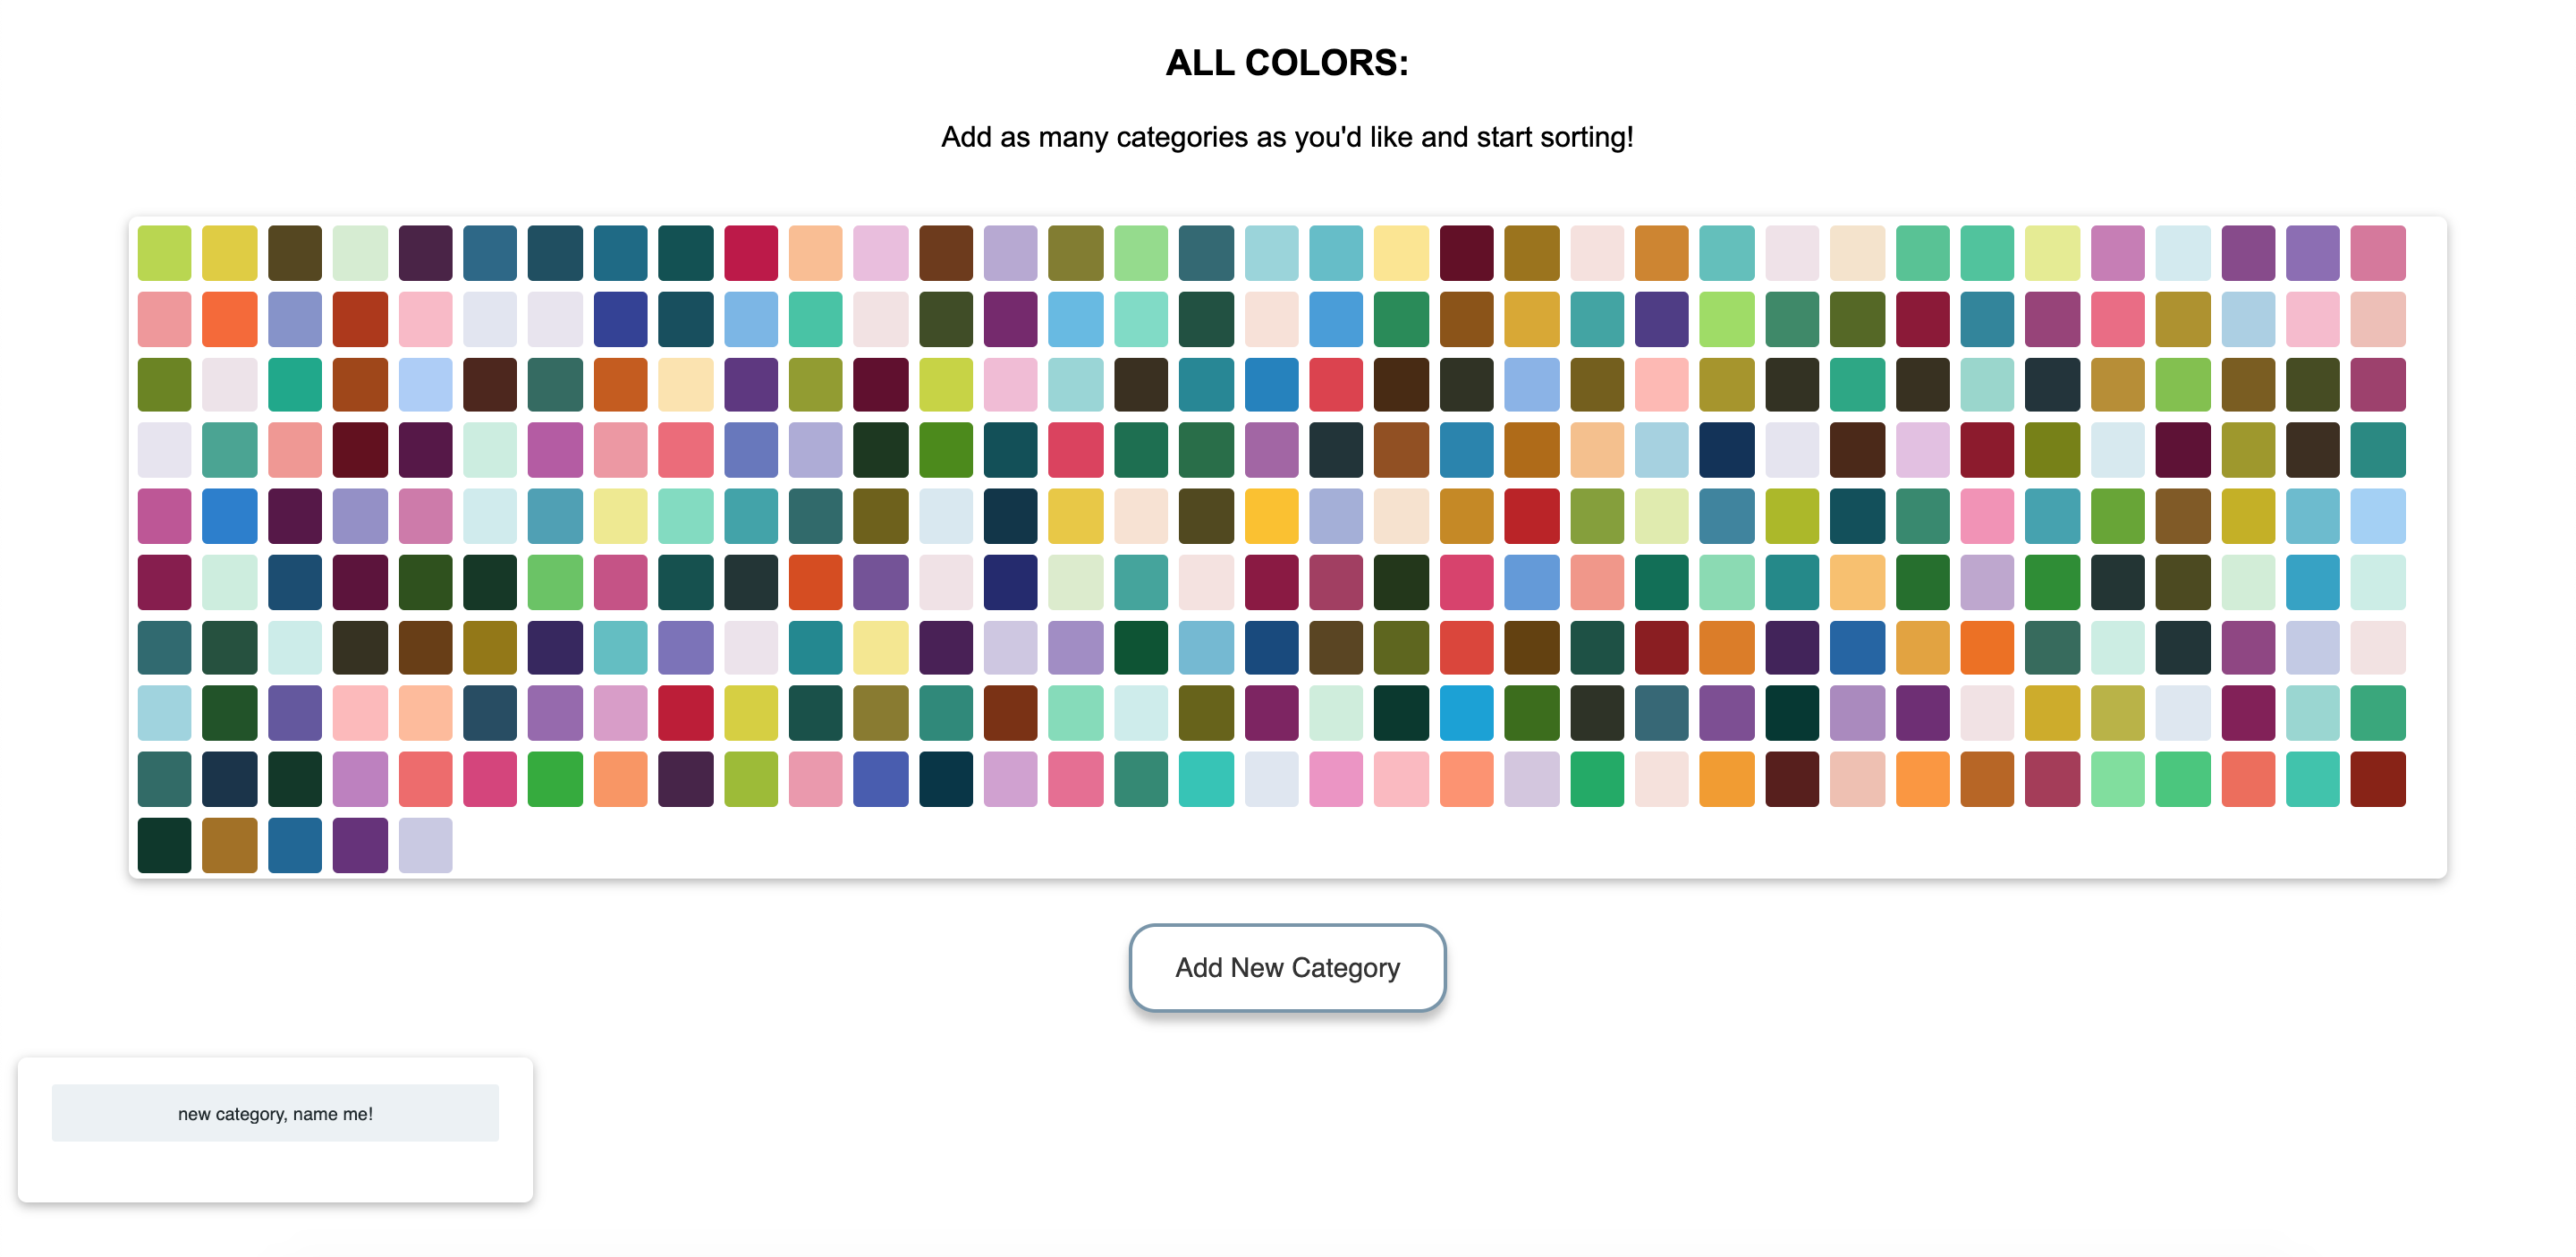 ALL COLORS:
Add as many categories as you'd like and start sorting!
Add New Category
new category, name me!